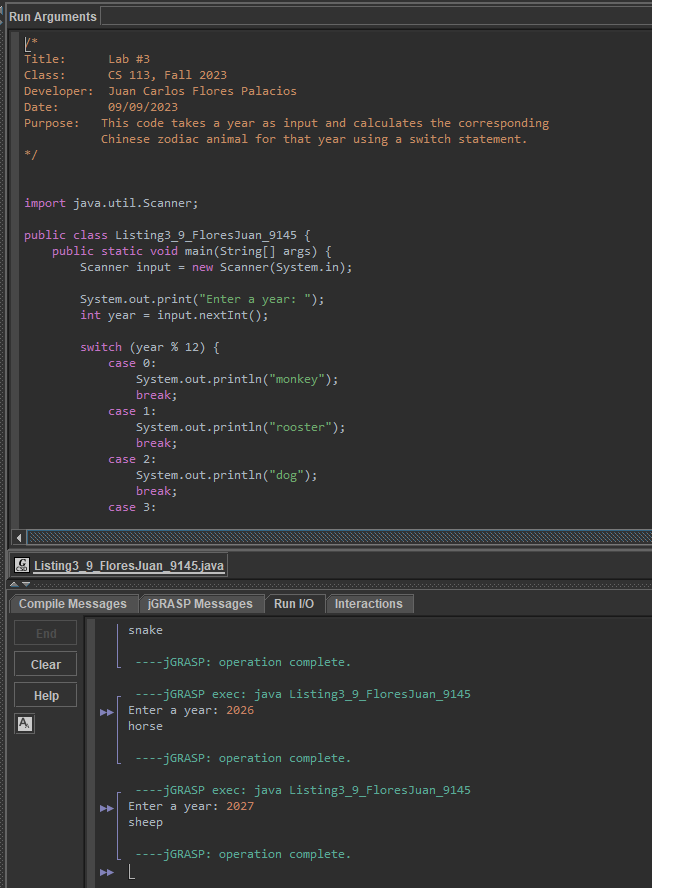 Run Arguments
/*
Title:      Lab #3
Class:      CS 113, Fall 2023
Developer:  Juan Carlos Flores Palacios
Date:       09/09/2023
Purpose:   This code takes a year as input and calculates the corresponding
           Chinese zodiac animal for that year using a switch statement.
*/
import java.util.Scanner;
public class Listing3_9_FloresJuan_9145 {
    public static void main(String[] args) {
        Scanner input = new Scanner(System.in);
        System.out.print("Enter a year: ");
        int year = input.nextInt();
        switch (year % 12) {
            case 0:
                System.out.println("monkey");
                break;
            case 1:
                System.out.println("rooster");
                break;
            case 2:
                System.out.println("dog");
                break;
            case 3:
G
CSD
Listing3_9_FloresJuan_9145.java
Compile Messages jGRASP Messages Run I/O Interactions
End
Clear
Help
A
snake
----jGRASP: operation complete.
----jGRASP exec: java Listing3_9_FloresJuan_9145
Enter a year: 2026
horse
----jGRASP: operation complete.
----jGRASP exec: java Listing3_9_FloresJuan_9145
Enter a year: 2027
sheep
----jGRASP: operation complete.